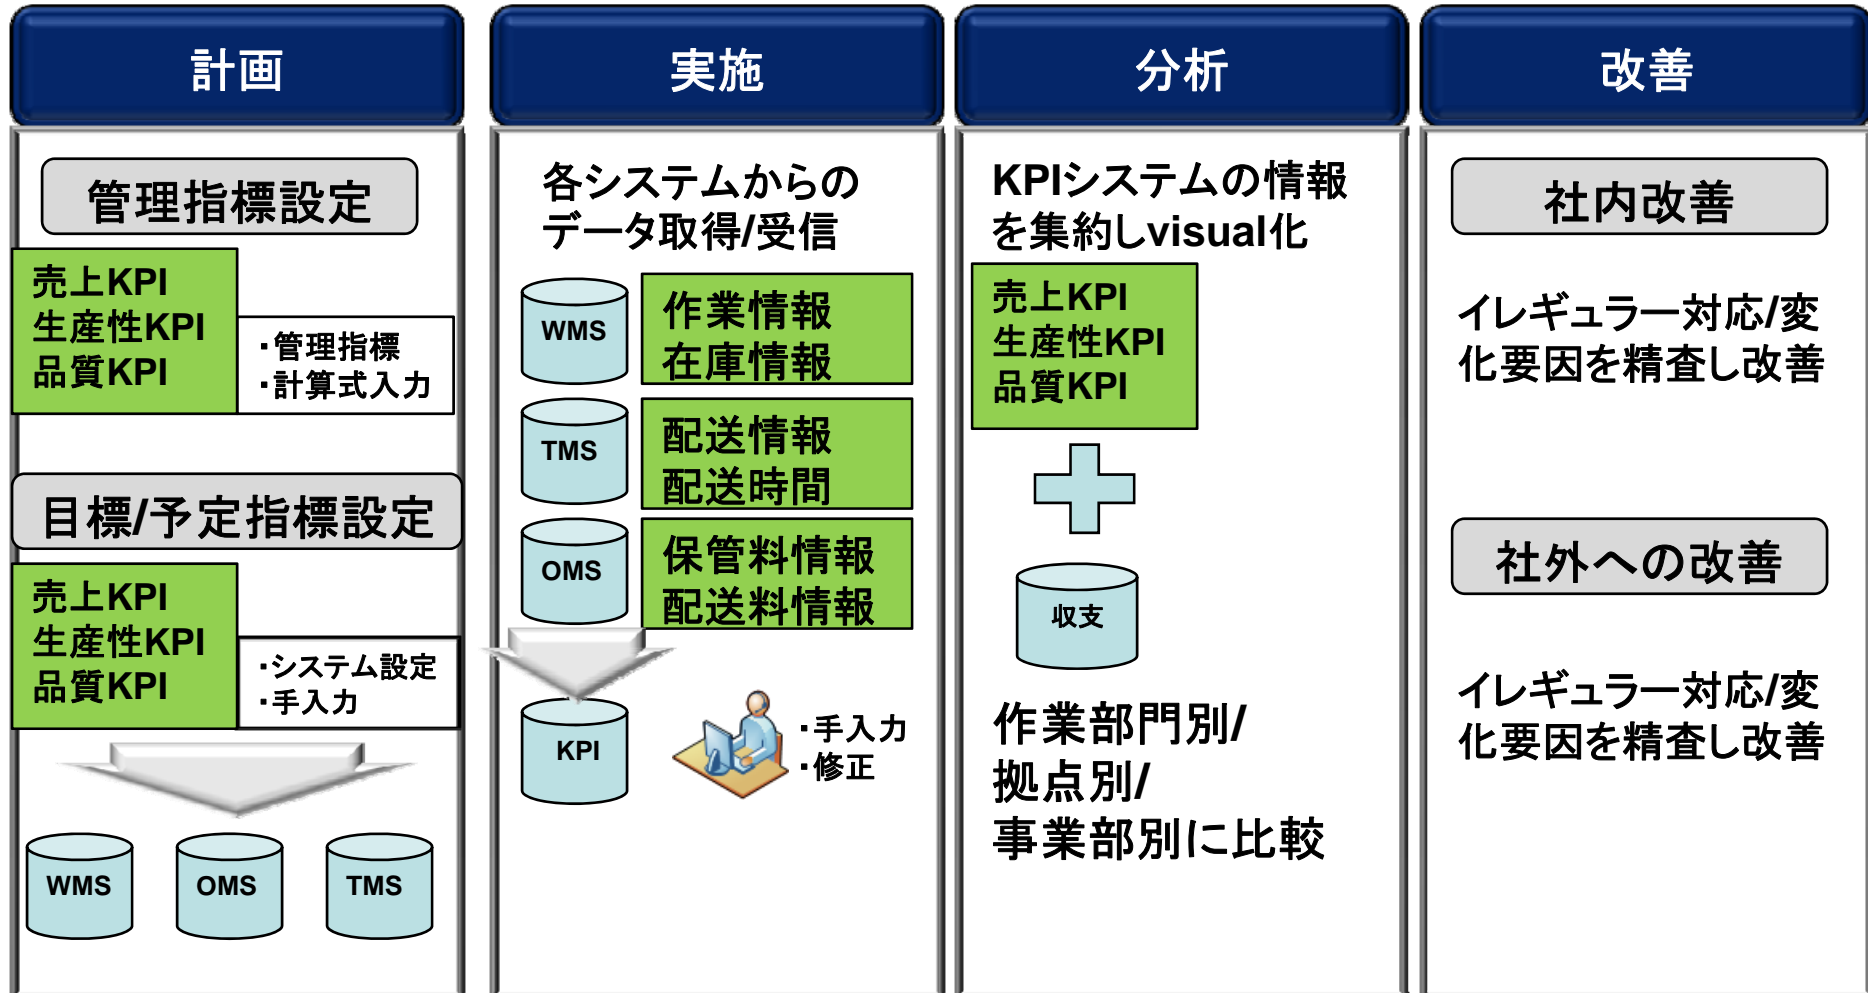 計画
管理指標設定
売上KPI
生産性KPI
品質KPI
・管理指標
・計算式入力
目標/予定指標設定
売上KPI
生産性KPI
品質KPI
・システム設定
・手入力
WMS
OMS
TMS
実施
各システムからの
データ取得/受信
WMS
作業情報
在庫情報
TMS
配送情報
配送時間
OMS
保管料情報
配送料情報
KPI
・手入力
・修正
分析
KPIシステムの情報
を集約しvisual化
売上KPI
生産性KPI
品質KPI
収支
作業部門別/
拠点別/
事業部別に比較
改善
社内改善
イレギュラー対応/変
化要因を精査し改善
社外への改善
イレギュラー対応/変
化要因を精査し改善